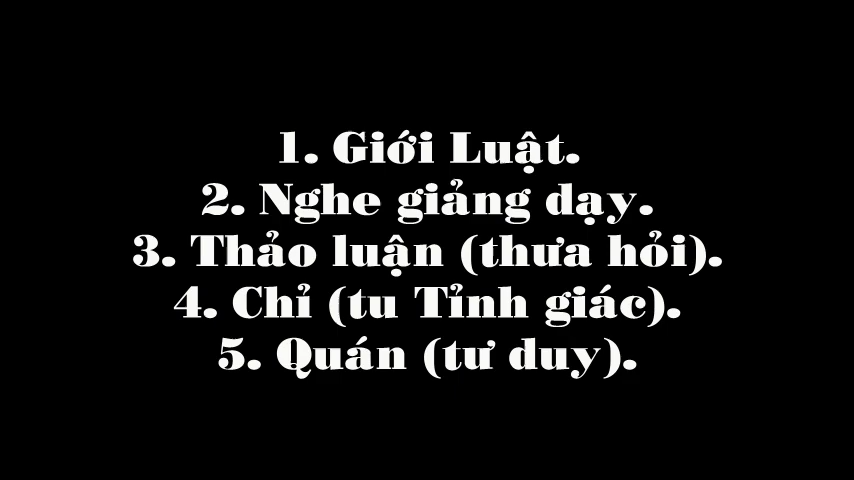 1. Giới Luật.
2. Nghe giảng dạy.
3. Thảo luận (thưa hỏi).
4. Chỉ (tu Tỉnh giác).
5. Quán (tư duy).